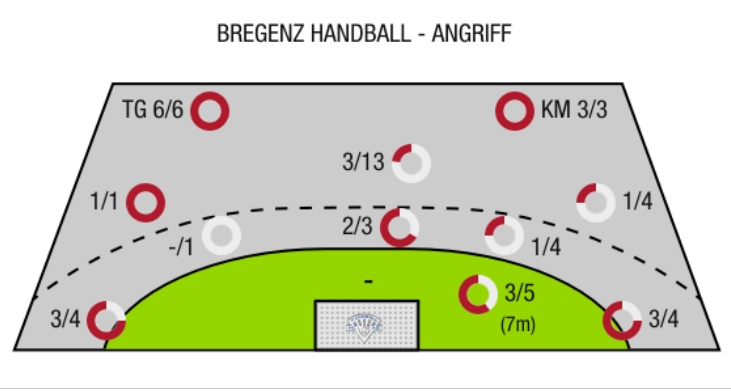 BREGENZ HANDBALL - ANGRIFF
TG 6/6
KM 3/3
3/13
1/1
1/4
2/3
-/1
1/4
-
3/5
(7m)
3/4
3/4